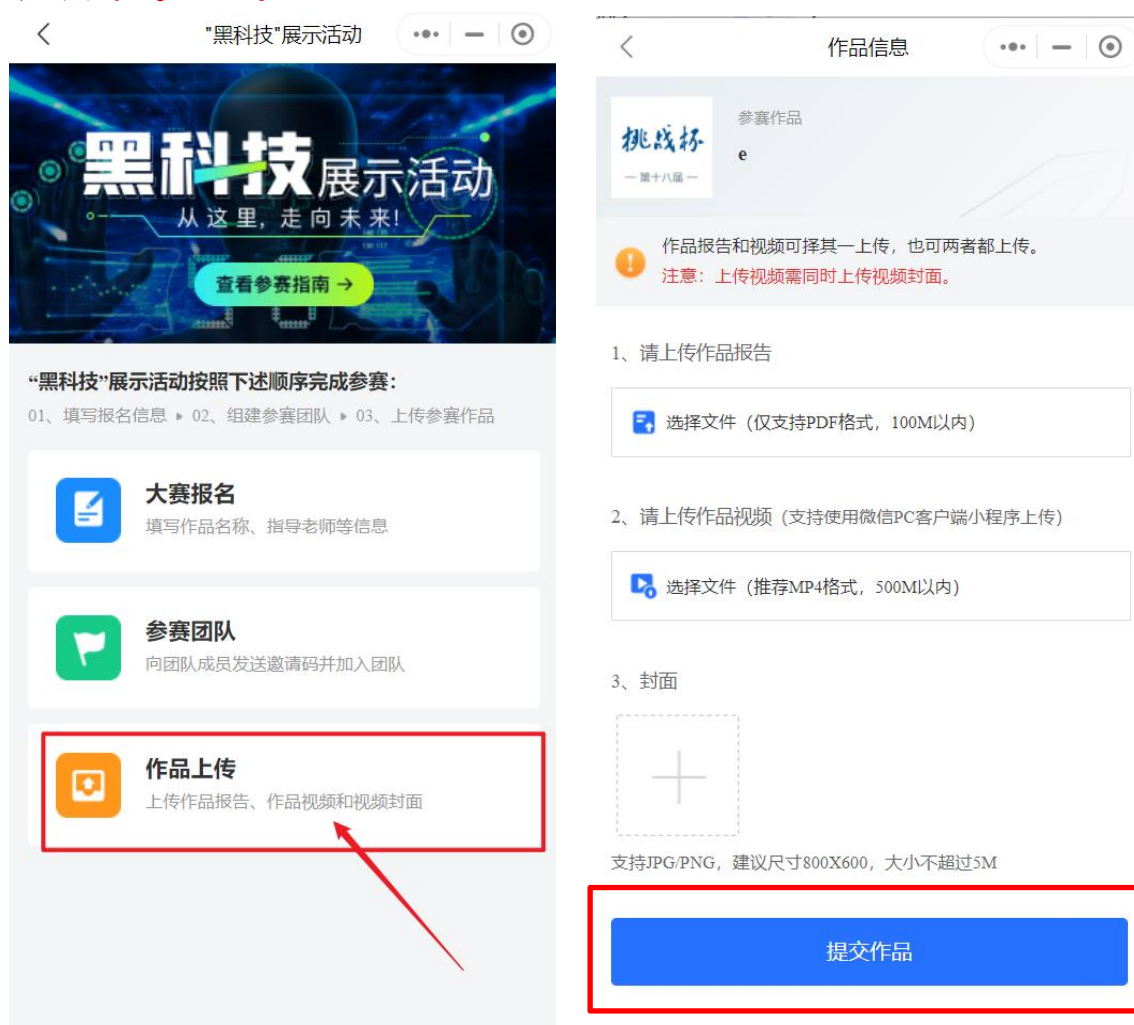 "黑科技"展示活动
黑科技展示活动
从这里，走向未来！
查看参赛指南 →
“黑科技”展示活动按照下述顺序完成参赛：
01、填写报名信息 ▸ 02、组建参赛团队 ▸ 03、上传参赛作品
大赛报名
填写作品名称、指导老师等信息
参赛团队
向团队成员发送邀请码并加入团队
作品上传
上传作品报告、作品视频和视频封面
作品信息
挑战杯
— 第十八届 —
参赛作品
e
作品报告和视频可择其一上传，也可两者都上传。
注意：上传视频需同时上传视频封面。
1、请上传作品报告
选择文件（仅支持PDF格式，100M以内）
2、请上传作品视频（支持使用微信PC客户端小程序上传）
选择文件（推荐MP4格式，500M以内）
3、封面
支持JPG/PNG，建议尺寸800X600，大小不超过5M
提交作品